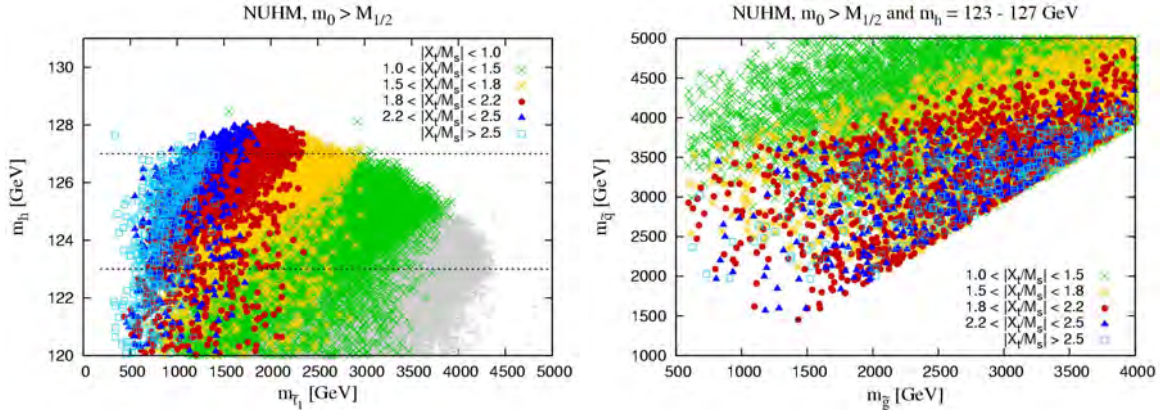 NUHM, m₀ > M₁/₂
|Xₜ/Mₛ| < 1.0
1.0 < |Xₜ/Mₛ| < 1.5
1.5 < |Xₜ/Mₛ| < 1.8
1.8 < |Xₜ/Mₛ| < 2.2
2.2 < |Xₜ/Mₛ| < 2.5
|Xₜ/Mₛ| > 2.5
130
128
126
124
122
120
m_h [GeV]
0 500 1000 1500 2000 2500 3000 3500 4000 4500 5000
m_t̃₁ [GeV]
NUHM, m₀ > M₁/₂ and m_h = 123 - 127 GeV
5000
4500
4000
3500
3000
2500
2000
1500
1000
m_q̃ [GeV]
1.0 < |Xₜ/Mₛ| < 1.5
1.5 < |Xₜ/Mₛ| < 1.8
1.8 < |Xₜ/Mₛ| < 2.2
2.2 < |Xₜ/Mₛ| < 2.5
|Xₜ/Mₛ| > 2.5
500 1000 1500 2000 2500 3000 3500 4000
m_g̃ [GeV]